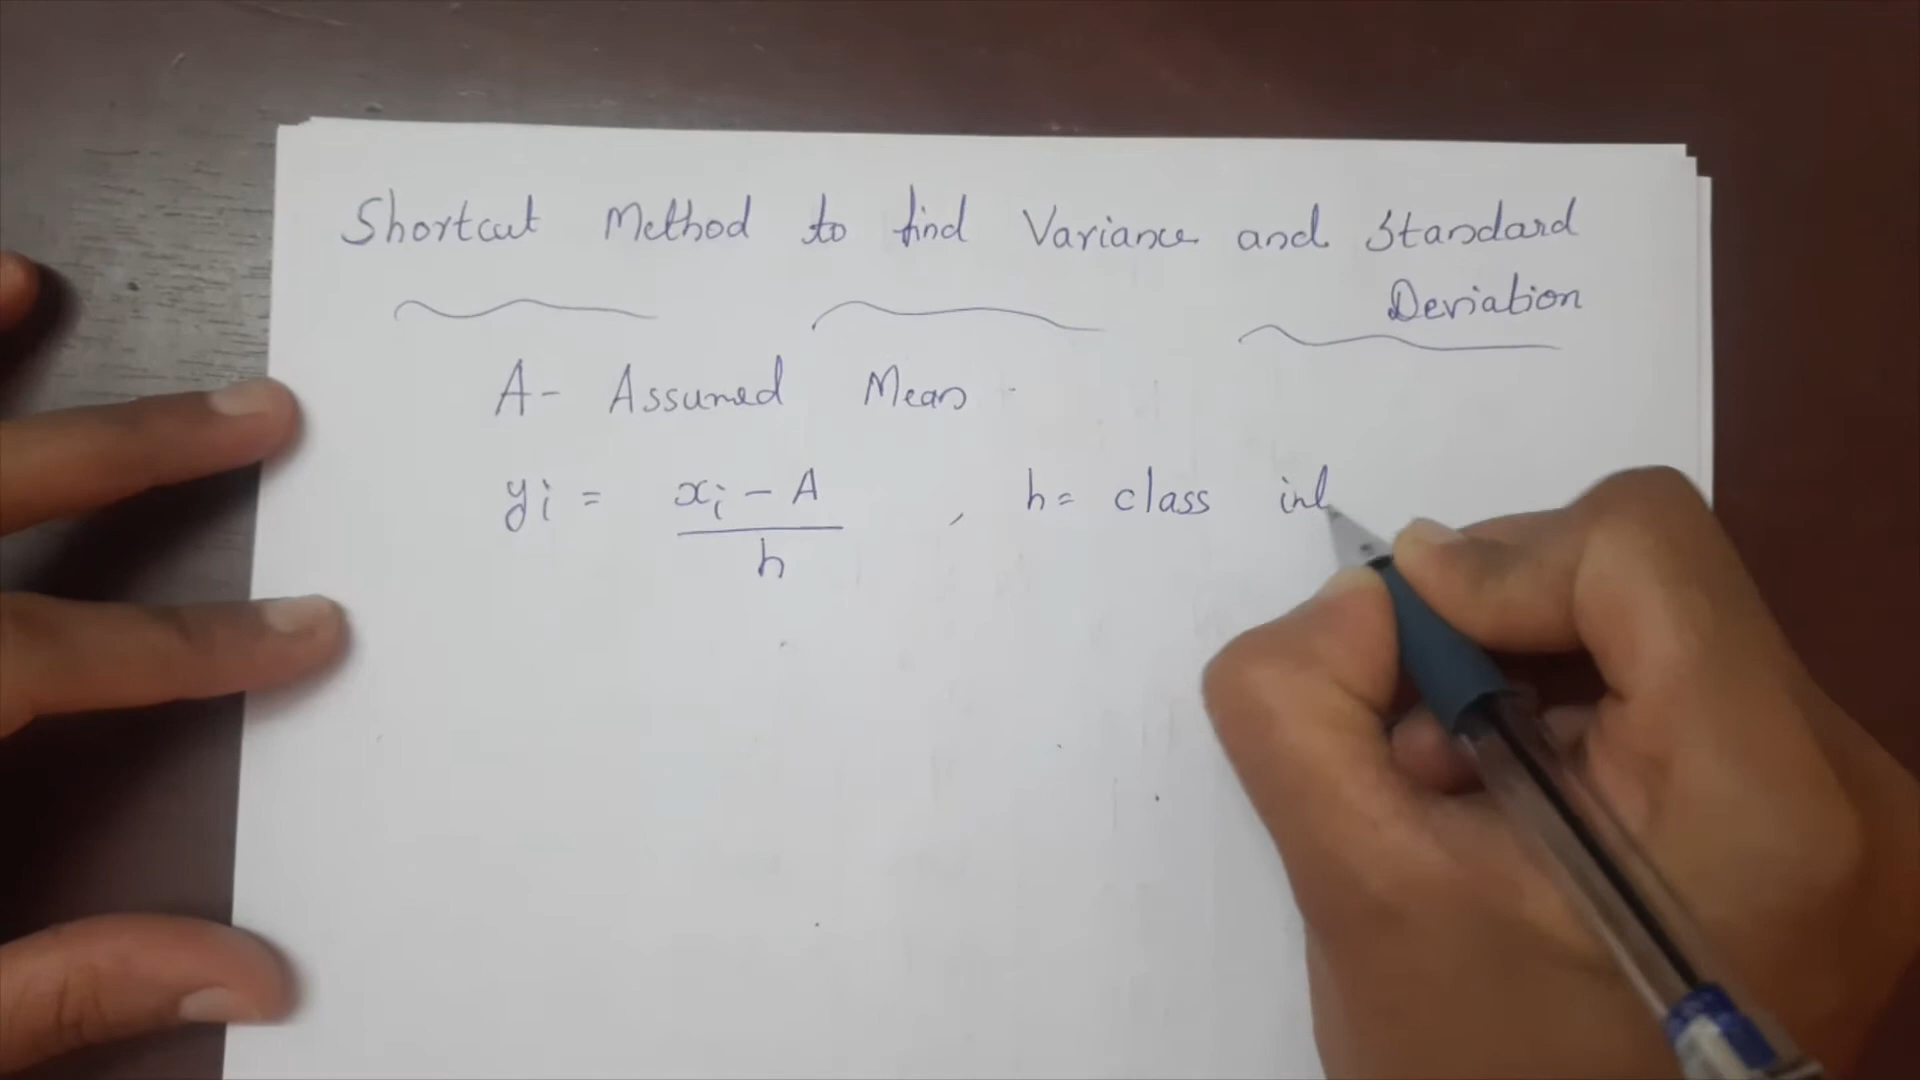 Shortcut Method to find Variance and Standard
Deviation
A - Assumed Mean
yi = xi - A / h , h = class int